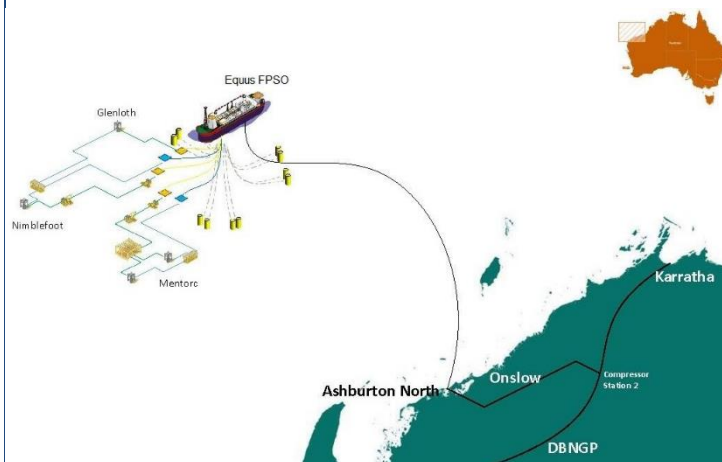 Equus FPSO
Glenloth
Nimblefoot
Mentorc
Karratha
Ashburton North
Onslow
Compressor
Station 2
DBNGP